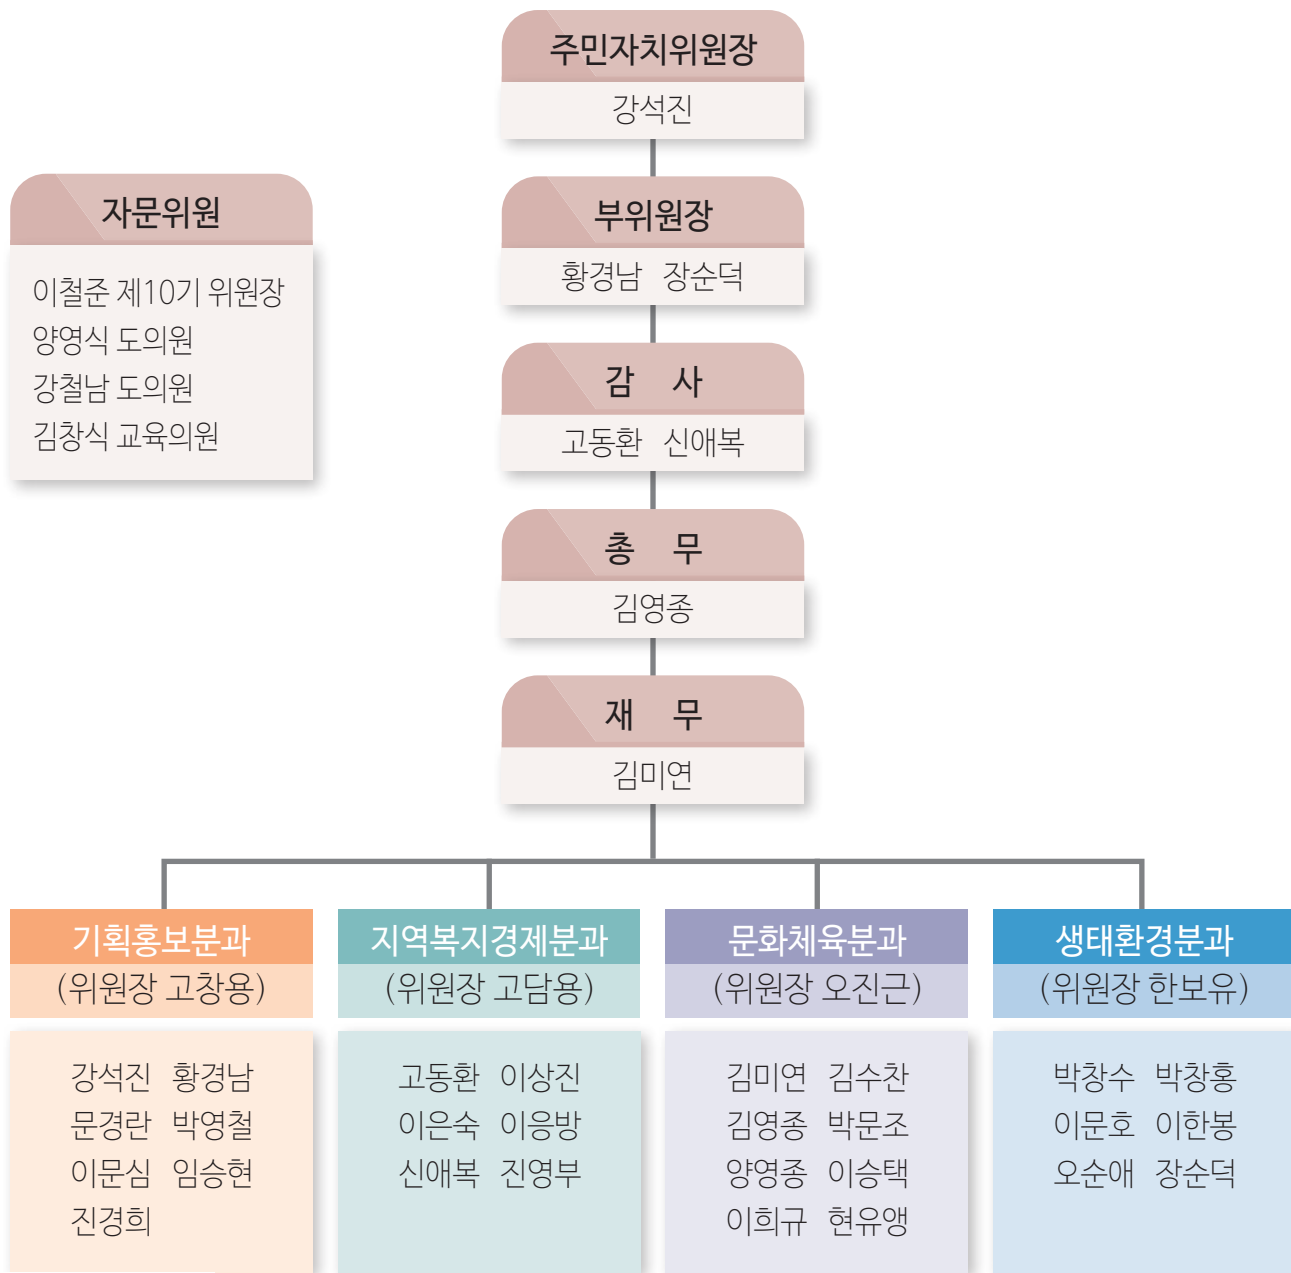 주민자치위원장
강석진
자문위원
이철준 제10기 위원장
양영식 도의원
강철남 도의원
김창식 교육의원
부위원장
황경남 장순덕
감 사
고동환 신애복
총 무
김영종
재 무
김미연
기획홍보분과
(위원장 고창용)
강석진 황경남
문경란 박영철
이문심 임승현
진경희
지역복지경제분과
(위원장 고담용)
고동환 이상진
이은숙 이응방
신애복 진영부
문화체육분과
(위원장 오진근)
김미연 김수찬
김영종 박문조
양영종 이승택
이희규 현유앵
생태환경분과
(위원장 한보유)
박창수 박창홍
이문호 이한봉
오순애 장순덕